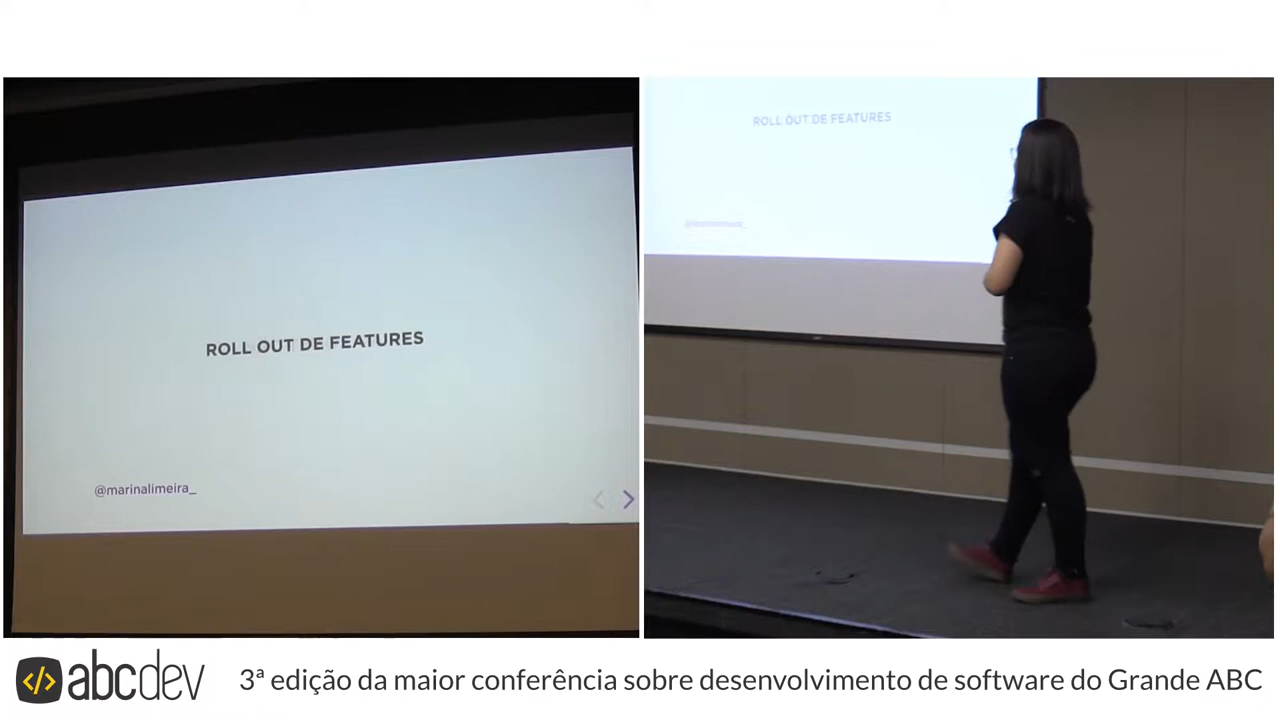 ROLL OUT DE FEATURES
@marinalimeira_
ROLL OUT DE FEATURES
@marinalimeira_
</> abcdev
3ª edição da maior conferência sobre desenvolvimento de software do Grande ABC